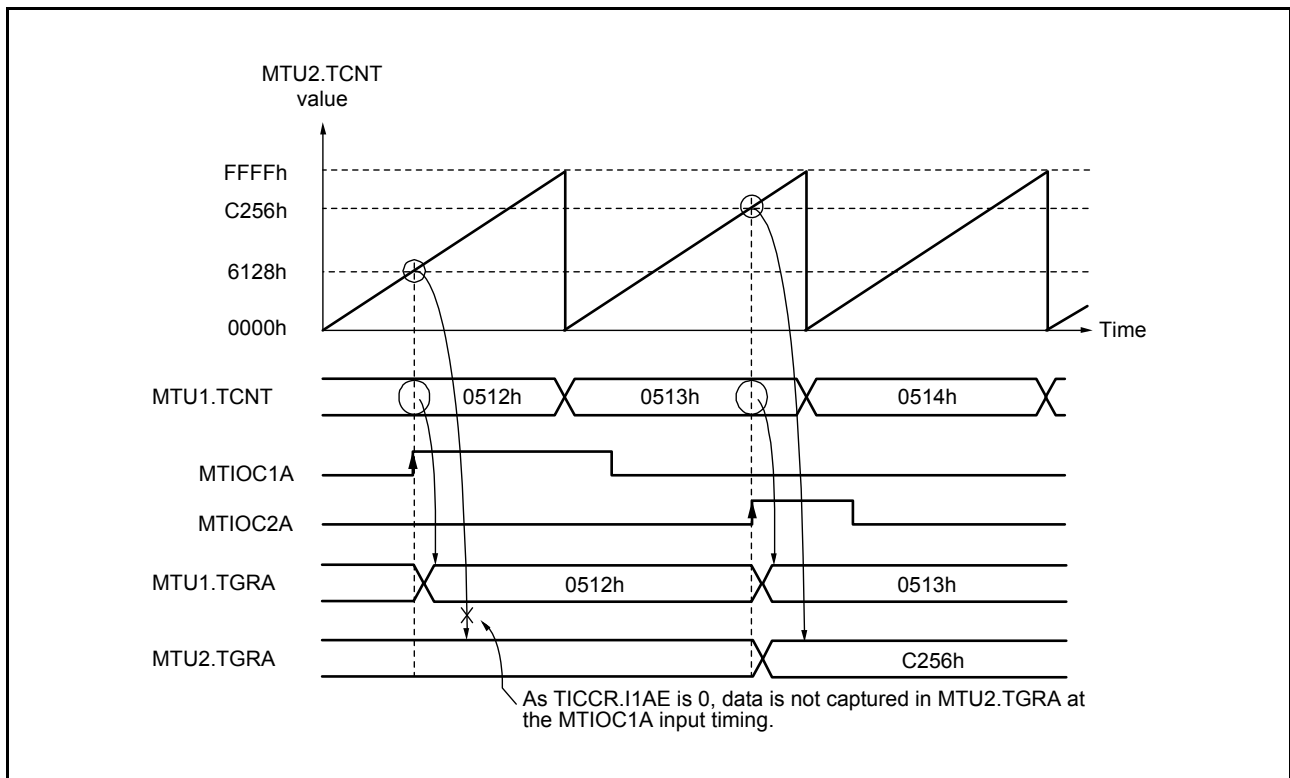 MTU2.TCNT
value
FFFFh
C256h
6128h
0000h
Time
MTU1.TCNT
0512h
0513h
0514h
MTIOC1A
MTIOC2A
MTU1.TGRA
0512h
0513h
MTU2.TGRA
C256h
As TICCR.I1AE is 0, data is not captured in MTU2.TGRA at
the MTIOC1A input timing.